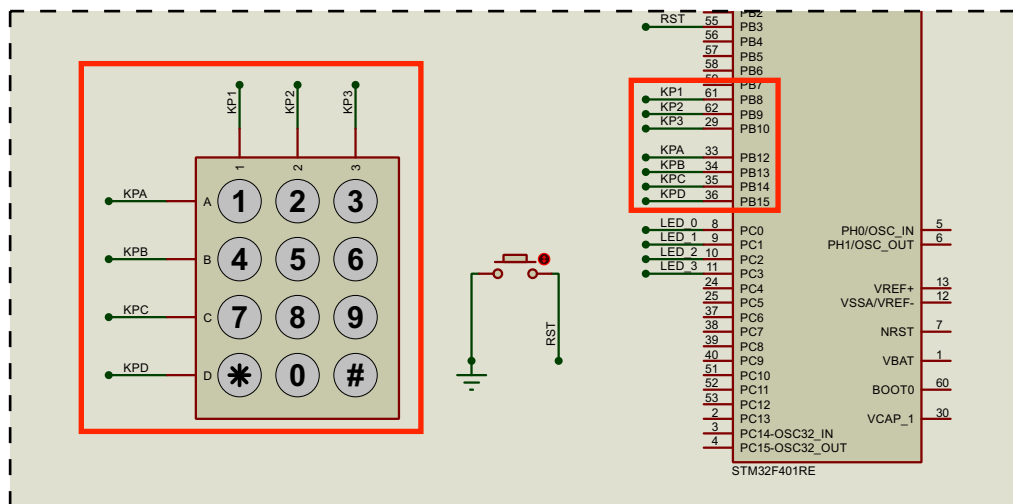 KP1
KP2
KP3
1
2
3
KPA
A
1 2 3
KPB
B
4 5 6
KPC
C
7 8 9
KPD
D
* 0 #
RST
PB2
RST 55 PB3
56 PB4
57 PB5
58 PB6
59 PB7
KP1 61 PB8
KP2 62 PB9
KP3 29 PB10
KPA 33 PB12
KPB 34 PB13
KPC 35 PB14
KPD 36 PB15
LED_0 8 PC0
LED_1 9 PC1
LED_2 10 PC2
LED_3 11 PC3
24 PC4
25 PC5
37 PC6
38 PC7
39 PC8
40 PC9
51 PC10
52 PC11
53 PC12
2 PC13
3 PC14-OSC32_IN
4 PC15-OSC32_OUT
PH0/OSC_IN 5
PH1/OSC_OUT 6
VREF+ 13
VSSA/VREF- 12
NRST 7
VBAT 1
BOOT0 60
VCAP_1 30
STM32F401RE